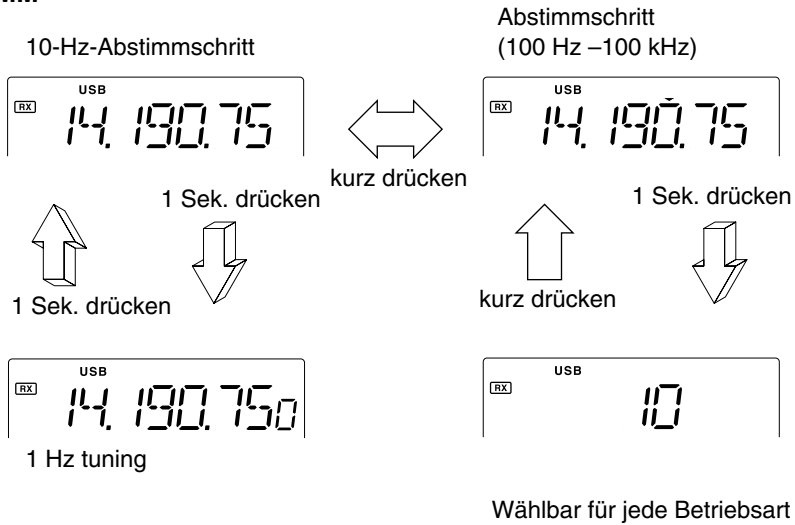 Abstimmschritt
10-Hz-Abstimmschritt
(100 Hz –100 kHz)
USB
RX
14.190.75
USB
RX
14.190.75
kurz drücken
1 Sek. drücken
1 Sek. drücken
1 Sek. drücken
kurz drücken
USB
RX
14.190.750
USB
RX
10
1 Hz tuning
Wählbar für jede Betriebsart